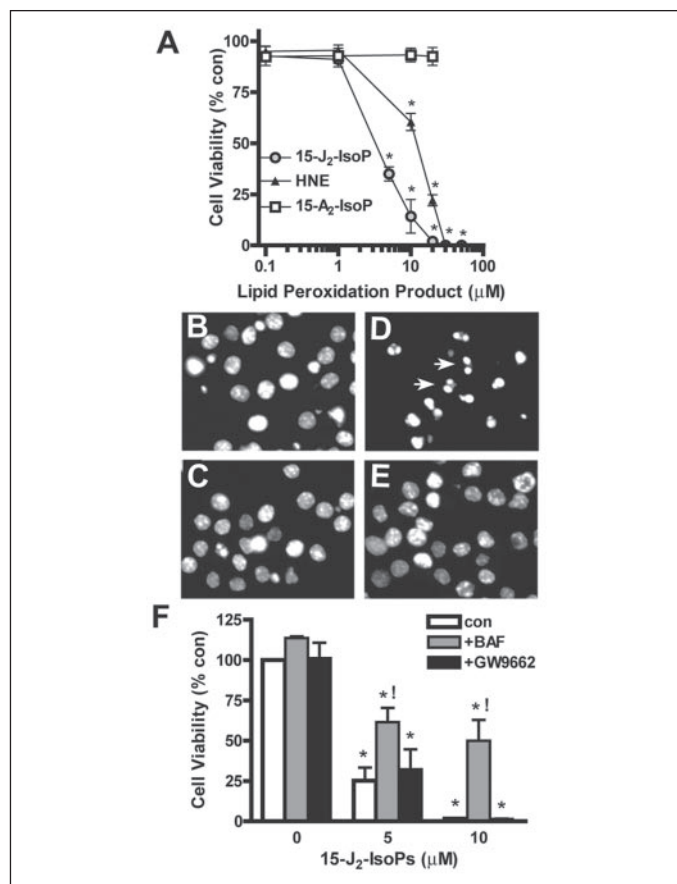 A
Cell Viability (% con)
100
75
50
25
0
15-J₂-IsoP
HNE
15-A₂-IsoP
* * * * * *
0.1 1 10 100
Lipid Peroxidation Product (µM)
B
D
C
E
F
Cell Viability (% con)
125
100
75
50
25
0
con
+BAF
+GW9662
* *! * * *! *
0 5 10
15-J₂-IsoPs (µM)